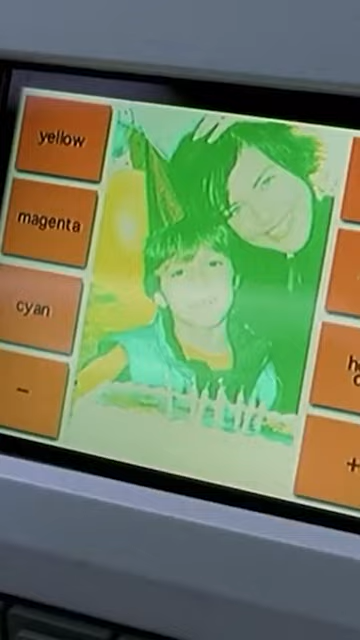 yellow
magenta
cyan
-
+